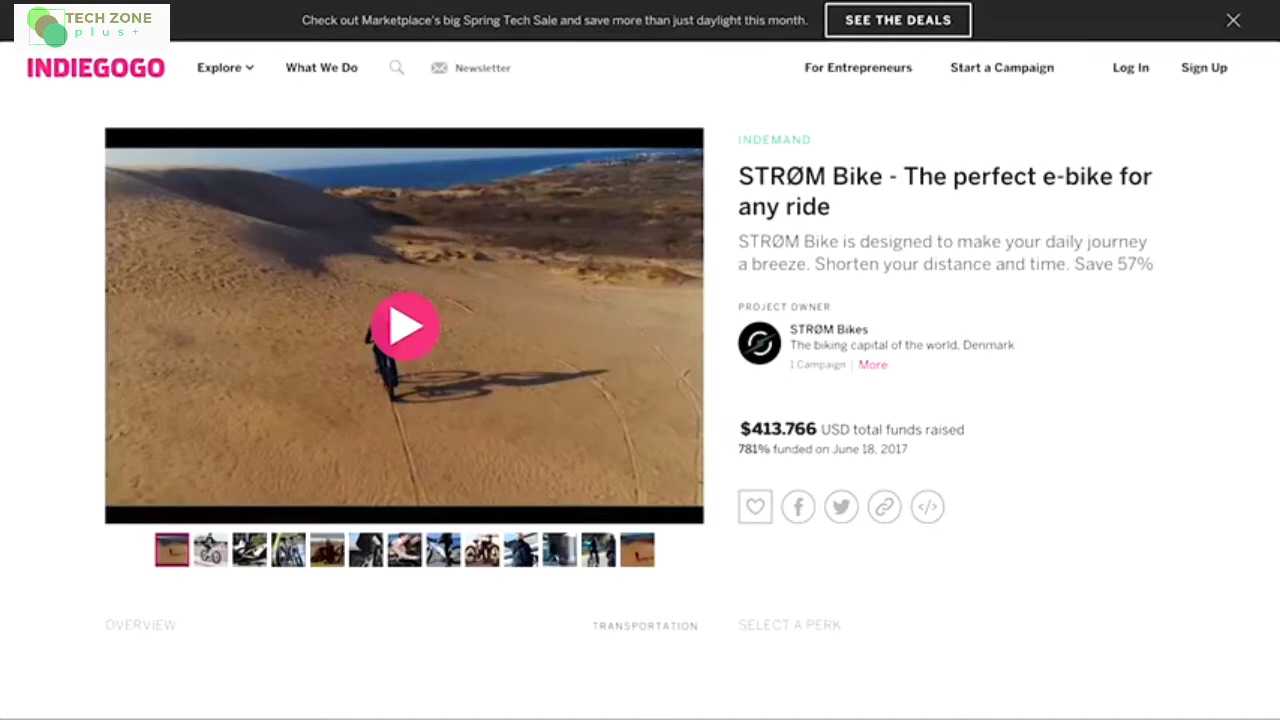 TECH ZONE
plus+
Check out Marketplace's big Spring Tech Sale and save more than just daylight this month.
SEE THE DEALS
INDIEGOGO
Explore
What We Do
Newsletter
For Entrepreneurs
Start a Campaign
Log In
Sign Up
INDEMAND
STRØM Bike - The perfect e-bike for
any ride
STRØM Bike is designed to make your daily journey
a breeze. Shorten your distance and time. Save 57%
PROJECT OWNER
STRØM Bikes
The biking capital of the world, Denmark
1 Campaign | More
$413.766 USD total funds raised
781% funded on June 18, 2017
OVERVIEW
TRANSPORTATION
SELECT A PERK